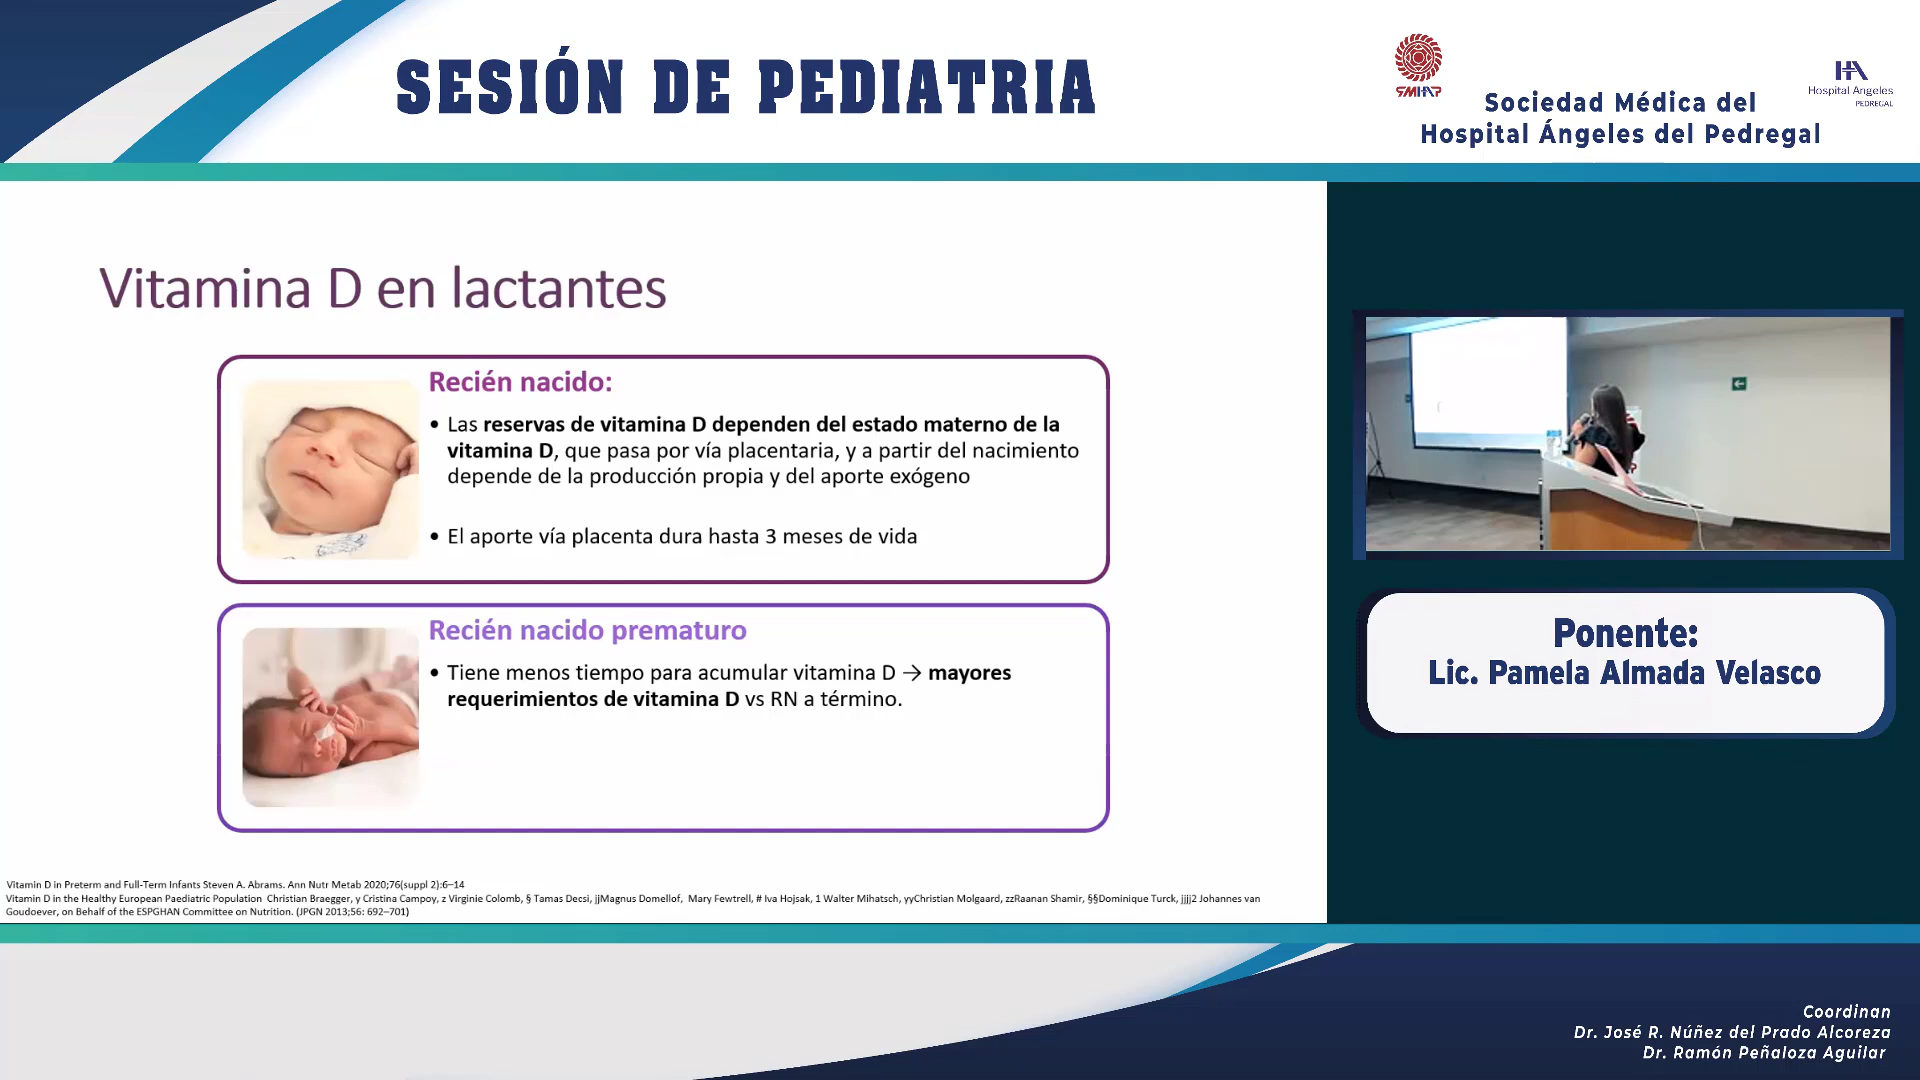 SESIÓN DE PEDIATRIA
SMHAP
Sociedad Médica del
Hospital Ángeles del Pedregal
HA
Hospital Angeles
PEDREGAL
Vitamina D en lactantes
Recién nacido:
• Las reservas de vitamina D dependen del estado materno de la
vitamina D, que pasa por vía placentaria, y a partir del nacimiento
depende de la producción propia y del aporte exógeno
• El aporte vía placenta dura hasta 3 meses de vida
Recién nacido prematuro
• Tiene menos tiempo para acumular vitamina D → mayores
requerimientos de vitamina D vs RN a término.
Vitamin D in Preterm and Full-Term Infants Steven A. Abrams. Ann Nutr Metab 2020;76(suppl 2):6–14
Vitamin D in the Healthy European Paediatric Population Christian Braegger, y Cristina Campoy, z Virginie Colomb, § Tamas Decsi, jjMagnus Domellof, Mary Fewtrell, # Iva Hojsak, 1 Walter Mihatsch, yyChristian Molgaard, zzRaanan Shamir, §§Dominique Turck, jjjj2 Johannes van
Goudoever, on Behalf of the ESPGHAN Committee on Nutrition. (JPGN 2013;56: 692–701)
Ponente:
Lic. Pamela Almada Velasco
Coordinan
Dr. José R. Núñez del Prado Alcoreza
Dr. Ramón Peñaloza Aguilar